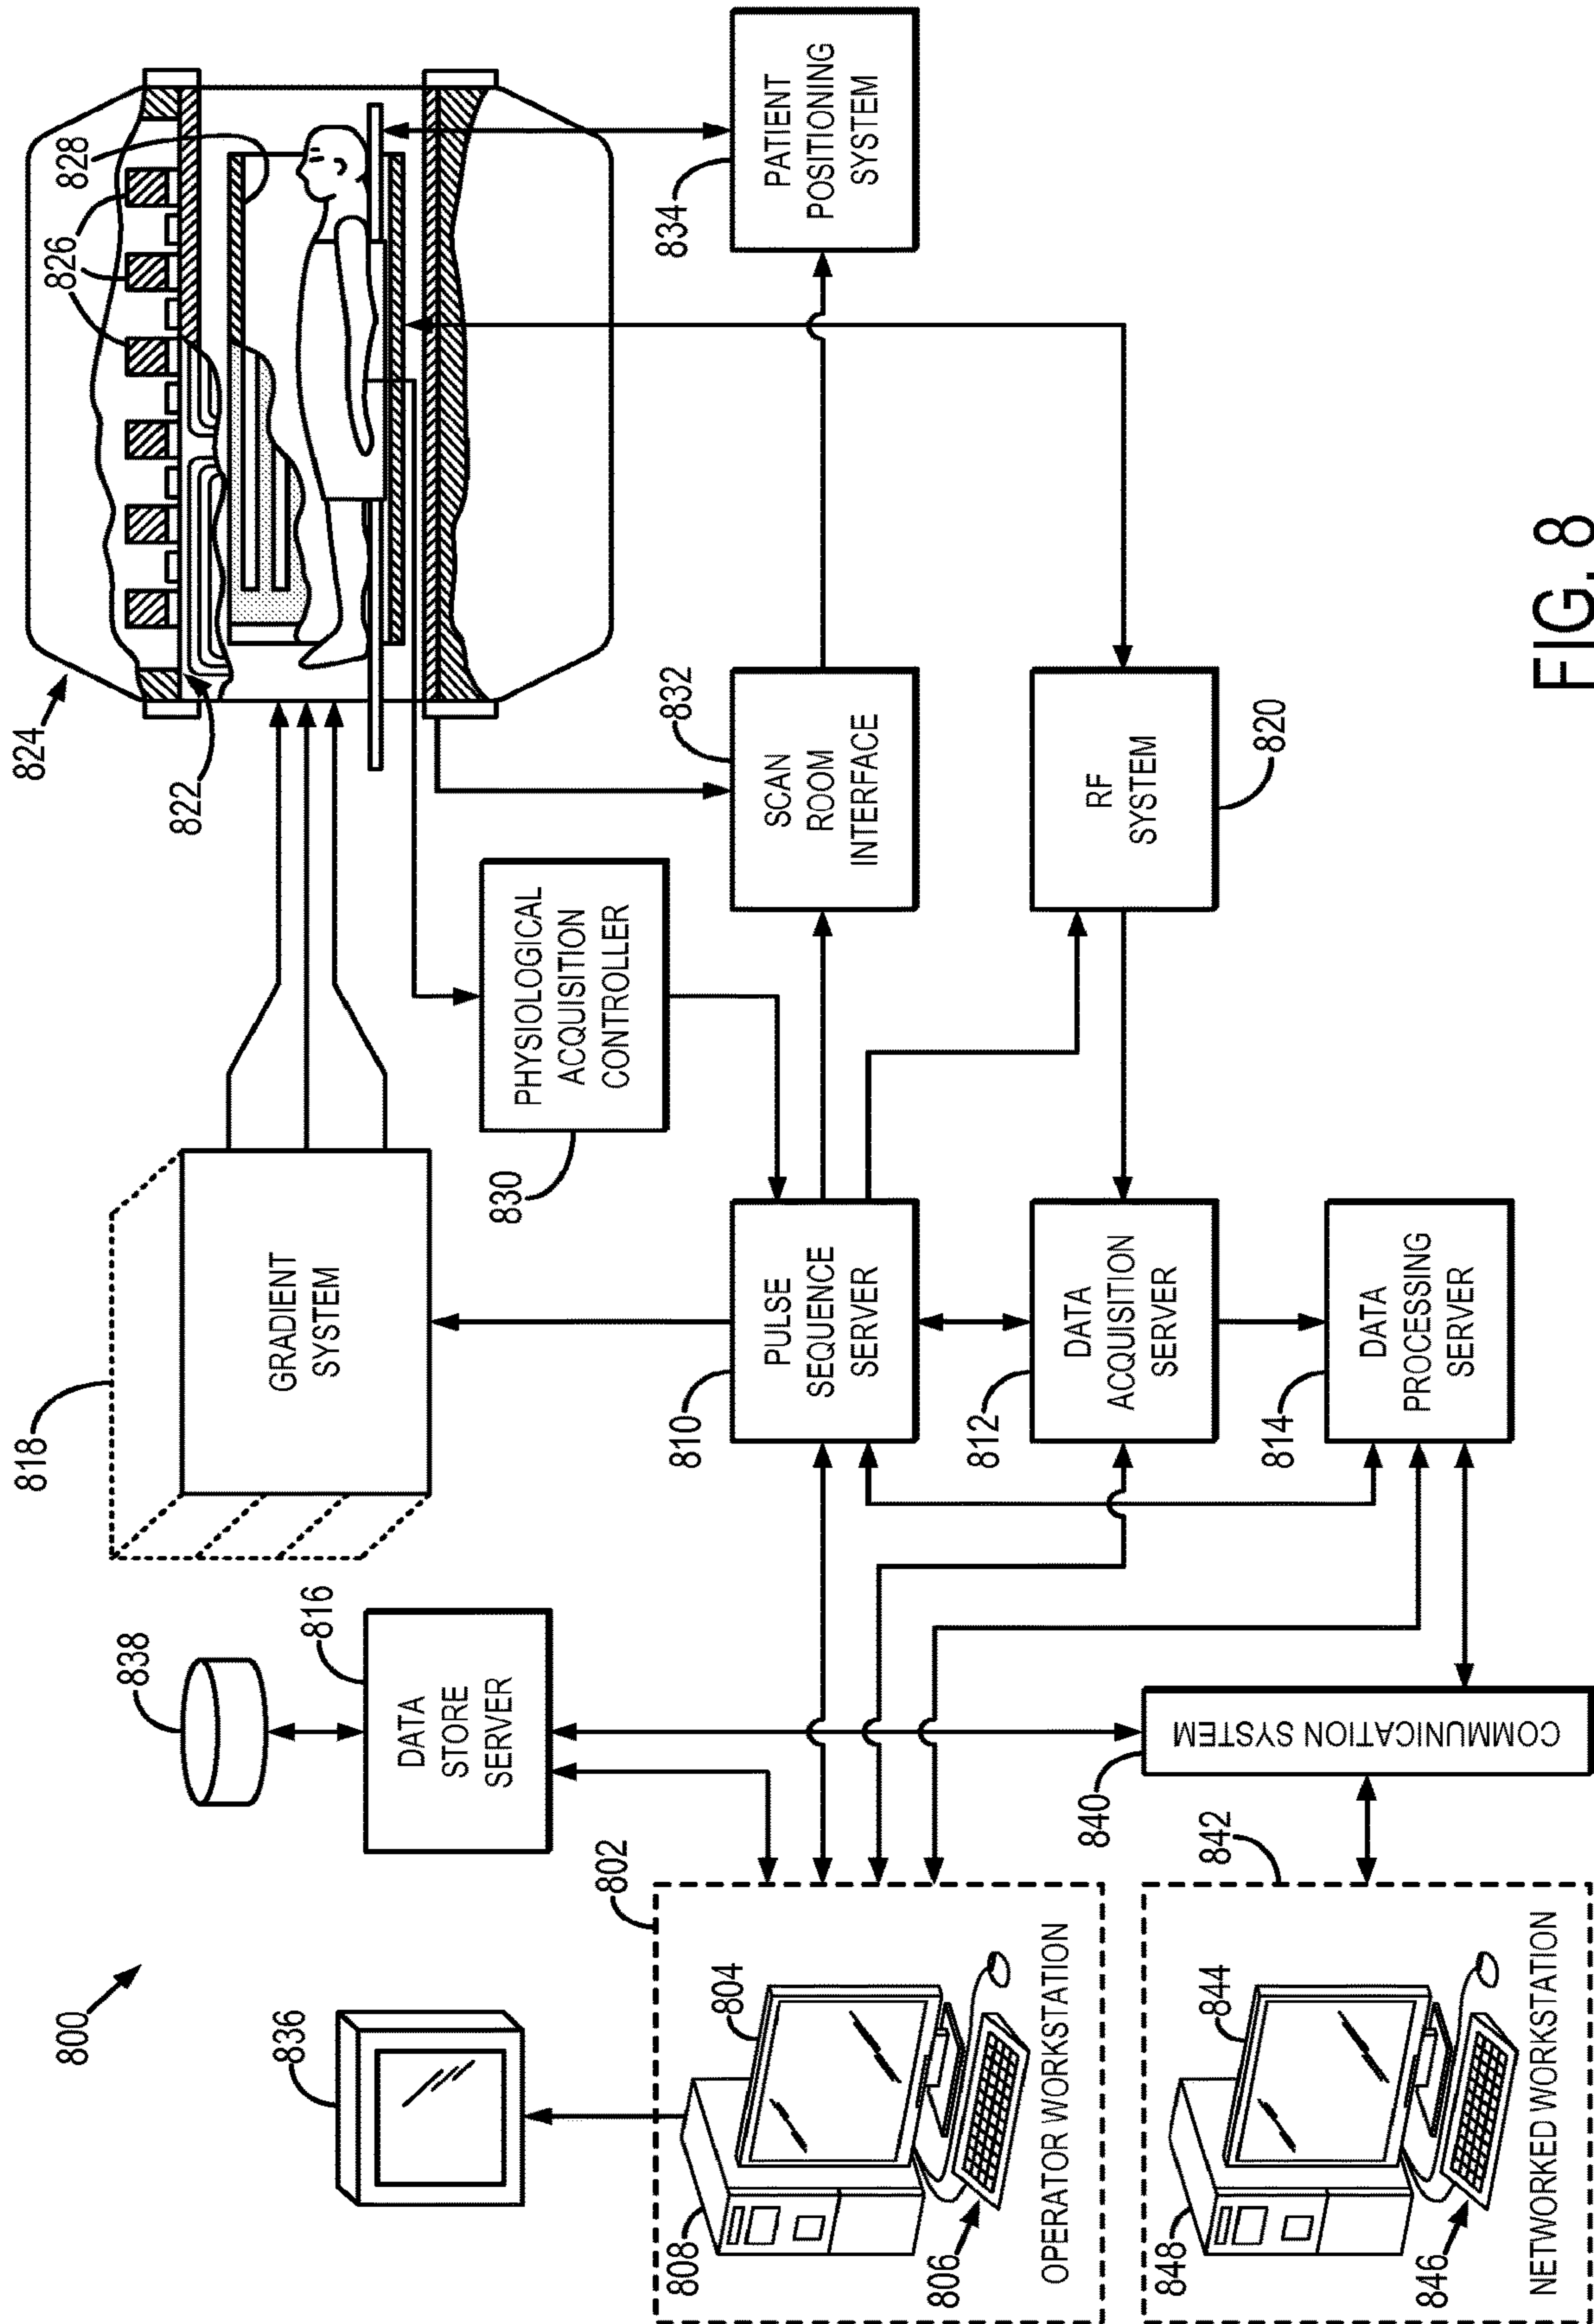 800
836
838
818
824
826
828
822
816
DATA
STORE
SERVER
GRADIENT
SYSTEM
PHYSIOLOGICAL
ACQUISITION
CONTROLLER
830
802
808
804
806
OPERATOR WORKSTATION
810
PULSE
SEQUENCE
SERVER
832
SCAN
ROOM
INTERFACE
834
PATIENT
POSITIONING
SYSTEM
812
DATA
ACQUISITION
SERVER
RF
SYSTEM
820
840
COMMUNICATION SYSTEM
814
DATA
PROCESSING
SERVER
842
848
844
846
NETWORKED WORKSTATION
FIG. 8